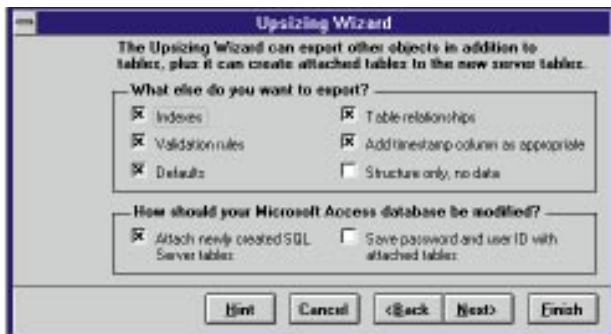 Upsizing Wizard
The Upsizing Wizard can export other objects in addition to
tables, plus it can create attached tables to the new server tables.
What else do you want to export?
Indexes
Table relationships
Validation rules
Add timestamp column as appropriate
Defaults
Structure only, no data
How should your Microsoft Access database be modified?
Attach newly created SQL
Server tables
Save password and user ID with
attached tables
Hint
Cancel
<Back
Next>
Finish